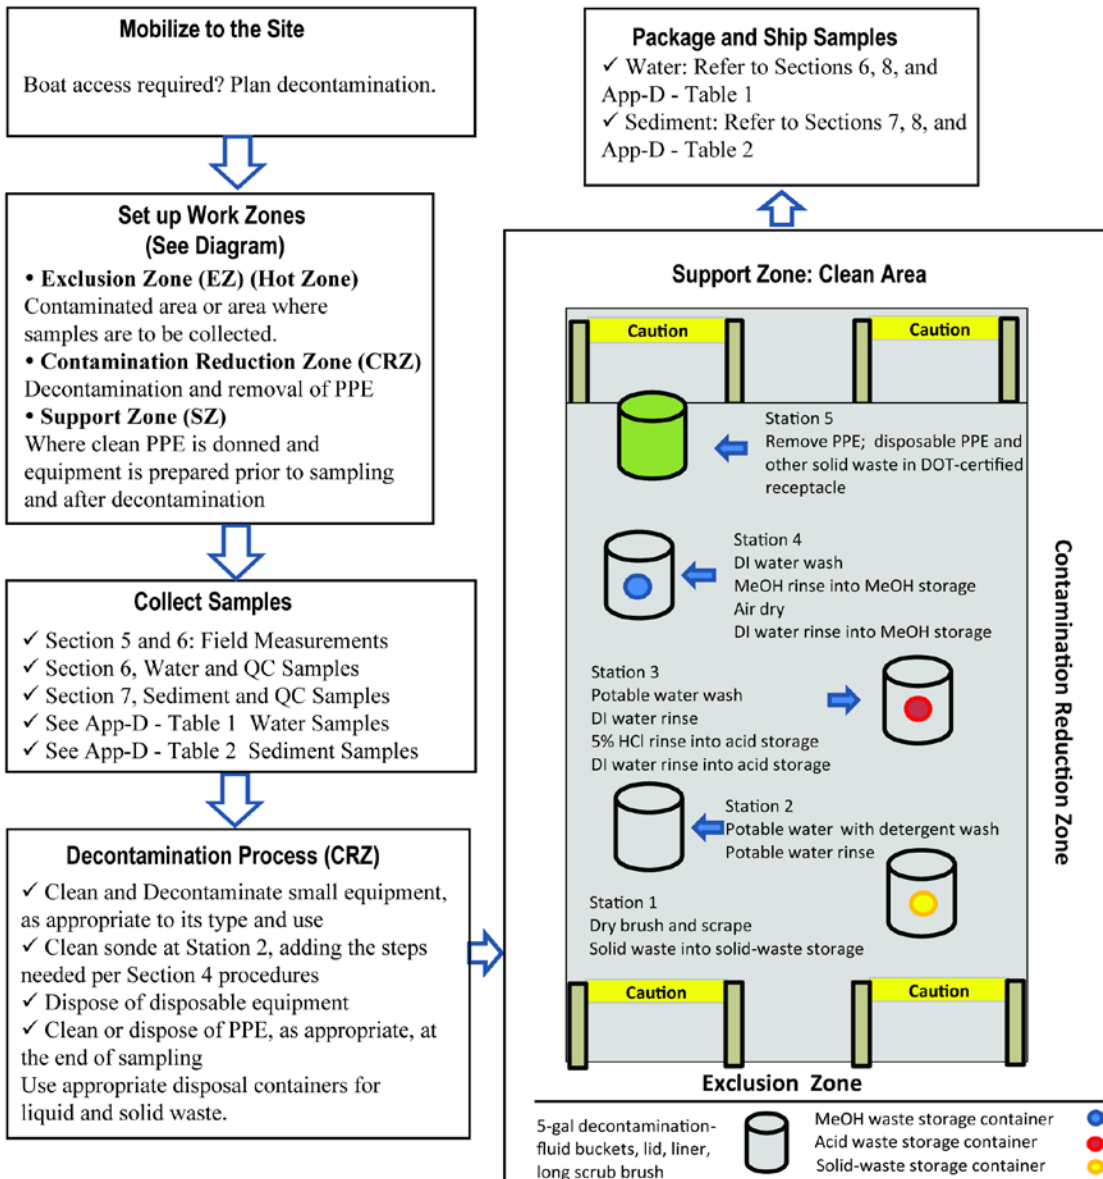 Mobilize to the Site
Boat access required? Plan decontamination.
Set up Work Zones
(See Diagram)
• Exclusion Zone (EZ) (Hot Zone)
Contaminated area or area where
samples are to be collected.
• Contamination Reduction Zone (CRZ)
Decontamination and removal of PPE
• Support Zone (SZ)
Where clean PPE is donned and
equipment is prepared prior to sampling
and after decontamination
Collect Samples
✓ Section 5 and 6: Field Measurements
✓ Section 6, Water and QC Samples
✓ Section 7, Sediment and QC Samples
✓ See App-D - Table 1 Water Samples
✓ See App-D - Table 2 Sediment Samples
Decontamination Process (CRZ)
✓ Clean and Decontaminate small equipment,
as appropriate to its type and use
✓ Clean sonde at Station 2, adding the steps
needed per Section 4 procedures
✓ Dispose of disposable equipment
✓ Clean or dispose of PPE, as appropriate, at
the end of sampling
Use appropriate disposal containers for
liquid and solid waste.
Package and Ship Samples
✓ Water: Refer to Sections 6, 8, and
App-D - Table 1
✓ Sediment: Refer to Sections 7, 8, and
App-D - Table 2
Support Zone: Clean Area
Caution
Caution
Station 5
Remove PPE; disposable PPE and
other solid waste in DOT-certified
receptacle
Station 4
DI water wash
MeOH rinse into MeOH storage
Air dry
DI water rinse into MeOH storage
Station 3
Potable water wash
DI water rinse
5% HCl rinse into acid storage
DI water rinse into acid storage
Station 2
Potable water with detergent wash
Potable water rinse
Station 1
Dry brush and scrape
Solid waste into solid-waste storage
Caution
Caution
Contamination Reduction Zone
Exclusion Zone
5-gal decontamination-
fluid buckets, lid, liner,
long scrub brush
MeOH waste storage container
Acid waste storage container
Solid-waste storage container